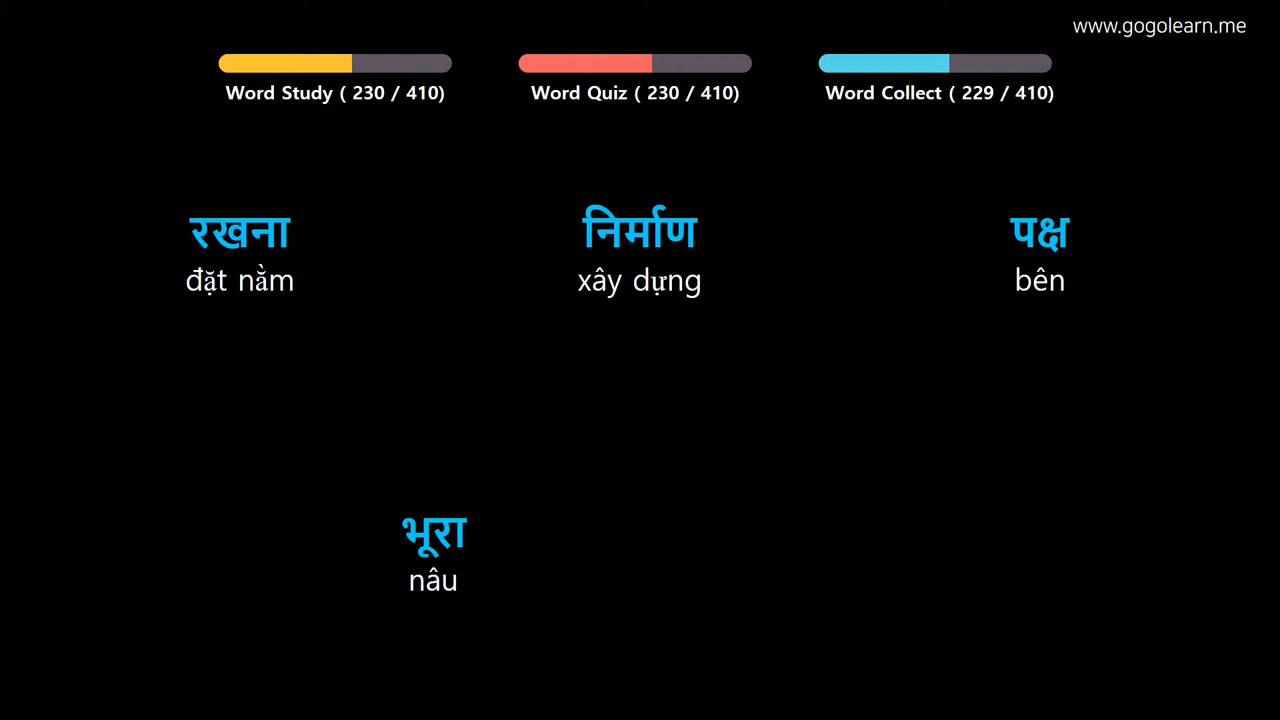 www.gogolearn.me
Word Study ( 230 / 410)
Word Quiz ( 230 / 410)
Word Collect ( 229 / 410)
रखना
đặt nằm
निर्माण
xây dựng
पक्ष
bên
भूरा
nâu